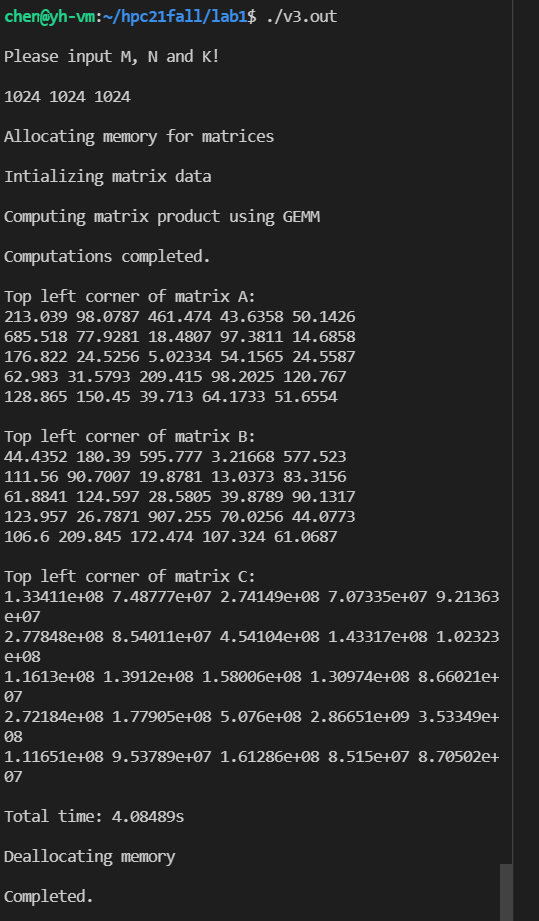 chen@yh-vm:~/hpc21fall/lab1$ ./v3.out
Please input M, N and K!
1024 1024 1024
Allocating memory for matrices
Intializing matrix data
Computing matrix product using GEMM
Computations completed.
Top left corner of matrix A:
213.039 98.0787 461.474 43.6358 50.1426
685.518 77.9281 18.4807 97.3811 14.6858
176.822 24.5256 5.02334 54.1565 24.5587
62.983 31.5793 209.415 98.2025 120.767
128.865 150.45 39.713 64.1733 51.6554
Top left corner of matrix B:
44.4352 180.39 595.777 3.21668 577.523
111.56 90.7007 19.8781 13.0373 83.3156
61.8841 124.597 28.5805 39.8789 90.1317
123.957 26.7871 907.255 70.0256 44.0773
106.6 209.845 172.474 107.324 61.0687
Top left corner of matrix C:
1.33411e+08 7.48777e+07 2.74149e+08 7.07335e+07 9.21363
e+07
2.77848e+08 8.54011e+07 4.54104e+08 1.43317e+08 1.02323
e+08
1.1613e+08 1.3912e+08 1.58006e+08 1.30974e+08 8.66021e+
07
2.72184e+08 1.77905e+08 5.076e+08 2.86651e+09 3.53349e+
08
1.11651e+08 9.53789e+07 1.61286e+08 8.515e+07 8.70502e+
07
Total time: 4.08489s
Deallocating memory
Completed.